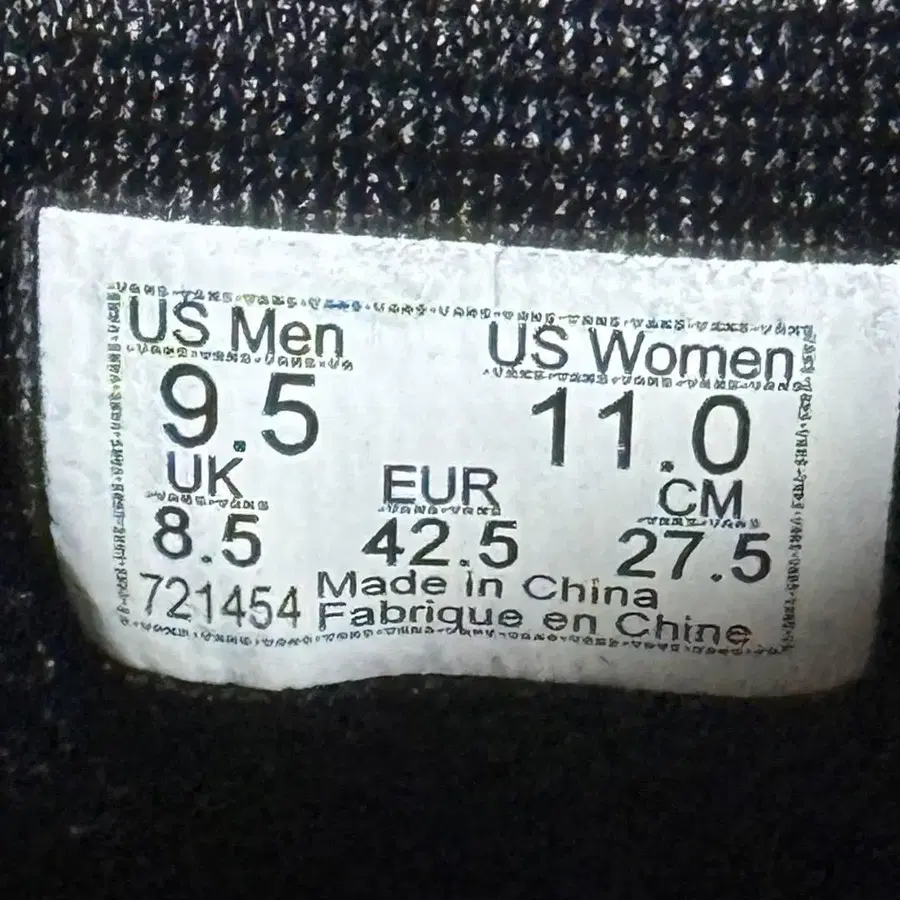 US Men US Women
9.5 11.0
UK EUR CM
8.5 42.5 27.5
721454 Made in China
Fabrique en Chine